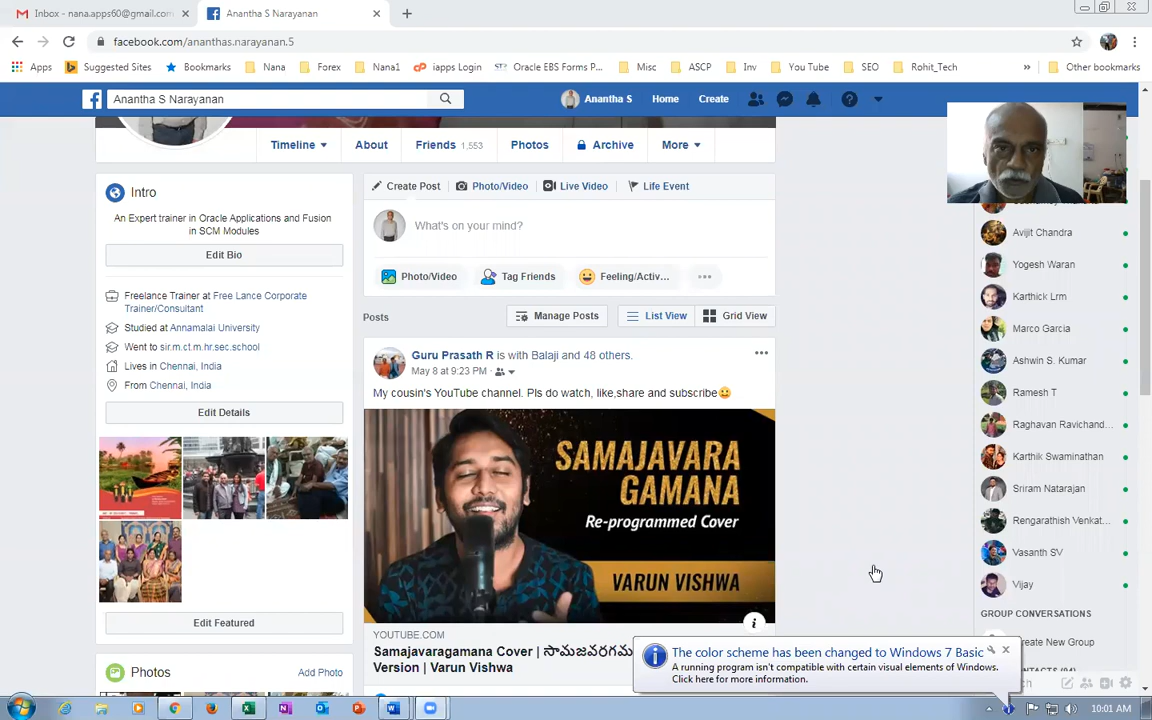 Inbox - nana.apps60@gmail.com
Anantha S Narayanan
facebook.com/ananthas.narayanan.5
Apps
Suggested Sites
Bookmarks
Nana
Forex
Nana1
iapps Login
Oracle EBS Forms P...
Misc
ASCP
Inv
You Tube
SEO
Rohit_Tech
»
Other bookmarks
Anantha S Narayanan
Anantha S
Home
Create
Timeline
About
Friends 1,553
Photos
Archive
More
Intro
An Expert trainer in Oracle Applications and Fusion
in SCM Modules
Edit Bio
Freelance Trainer at Free Lance Corporate
Trainer/Consultant
Studied at Annamalai University
Went to sir.m.ct.m.hr.sec.school
Lives in Chennai, India
From Chennai, India
Edit Details
Edit Featured
Photos
Add Photo
Create Post
Photo/Video
Live Video
Life Event
What's on your mind?
Photo/Video
Tag Friends
Feeling/Activ...
Posts
Manage Posts
List View
Grid View
Guru Prasath R is with Balaji and 48 others.
May 8 at 9:23 PM
My cousin's YouTube channel. Pls do watch, like,share and subscribe😀
SAMAJAVARA
GAMANA
Re-programmed Cover
VARUN VISHWA
YOUTUBE.COM
Samajavaragamana Cover | సామజవరగమ
Version | Varun Vishwa
Avijit Chandra
Yogesh Waran
Karthick Lrm
Marco Garcia
Ashwin S. Kumar
Ramesh T
Raghavan Ravichand...
Karthik Swaminathan
Sriram Natarajan
Rengarathish Venkat...
Vasanth SV
Vijay
GROUP CONVERSATIONS
Create New Group
The color scheme has been changed to Windows 7 Basic
A running program isn't compatible with certain visual elements of Windows.
Click here for more information.
10:01 AM